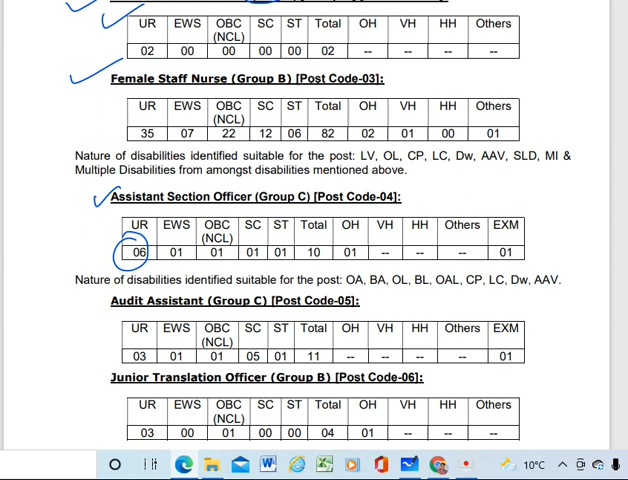 UR EWS OBC (NCL) SC ST Total OH VH HH Others
02 00 00 00 00 02 -- -- -- --
Female Staff Nurse (Group B) [Post Code-03]:
UR EWS OBC (NCL) SC ST Total OH VH HH Others
35 07 22 12 06 82 02 01 00 01
Nature of disabilities identified suitable for the post: LV, OL, CP, LC, Dw, AAV, SLD, MI &
Multiple Disabilities from amongst disabilities mentioned above.
Assistant Section Officer (Group C) [Post Code-04]:
UR EWS OBC (NCL) SC ST Total OH VH HH Others EXM
06 01 01 01 01 10 01 -- -- -- 01
Nature of disabilities identified suitable for the post: OA, BA, OL, BL, OAL, CP, LC, Dw, AAV.
Audit Assistant (Group C) [Post Code-05]:
UR EWS OBC (NCL) SC ST Total OH VH HH Others EXM
03 01 01 05 01 11 -- -- -- -- 01
Junior Translation Officer (Group B) [Post Code-06]:
UR EWS OBC (NCL) SC ST Total OH VH HH Others
03 00 01 00 00 04 01 -- -- --
10°C